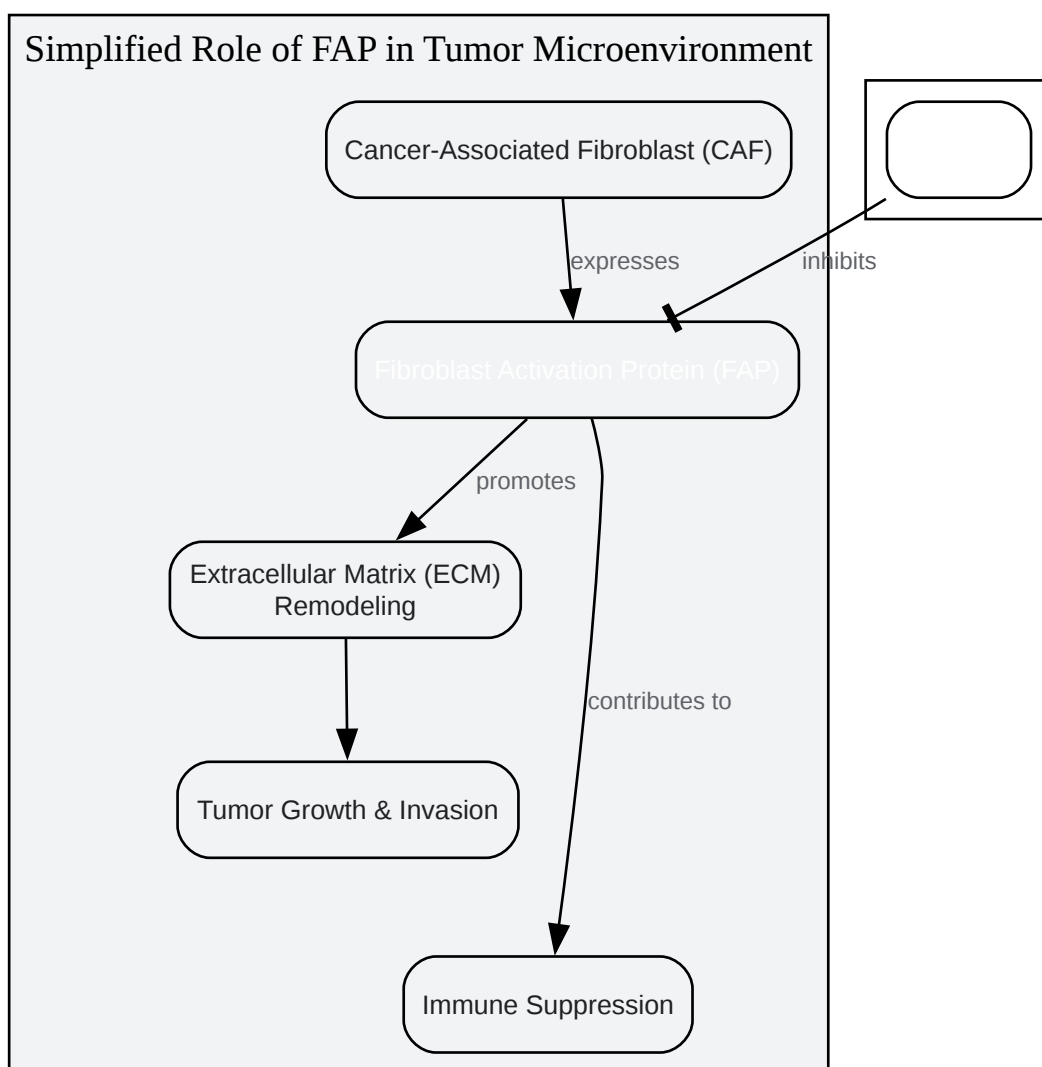 Simplified Role of FAP in Tumor Microenvironment
Cancer-Associated Fibroblast (CAF)
expresses
inhibits
Fibroblast Activation Protein (FAP)
promotes
Extracellular Matrix (ECM)
Remodeling
contributes to
Tumor Growth & Invasion
Immune Suppression